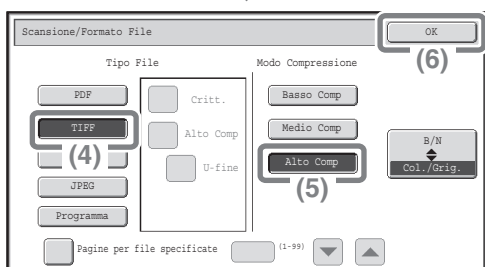 Scansione/Formato File
OK
(6)
Tipo File
Modo Compressione
PDF
Critt.
Basso Comp
TIFF
(4)
Alto Comp
Medio Comp
B/N
Col./Grig.
U-fine
Alto Comp
(5)
JPEG
Programma
Pagine per file specificate
(1-99)